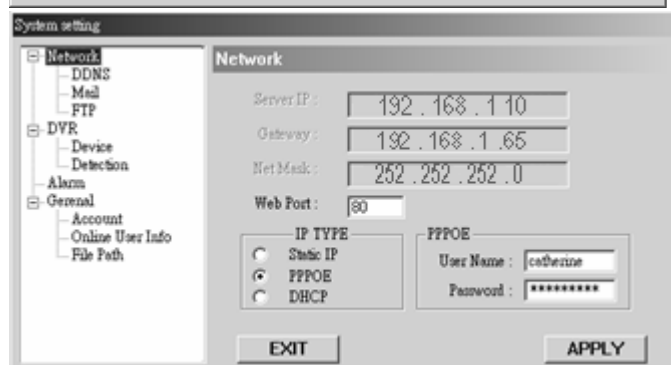 System setting
Network
DDNS
Mail
FTP
DVR
Device
Detection
Alarm
Gerenal
Account
Online User Info
File Path
Network
Server IP : 192 . 168 . 1 10
Gateway : 192 . 168 . 1 .65
Net Mask : 252 . 252 . 252 . 0
Web Port : 80
IP TYPE
Static IP
PPPOE
DHCP
PPPOE
User Name : catherine
Password : *********
EXIT
APPLY